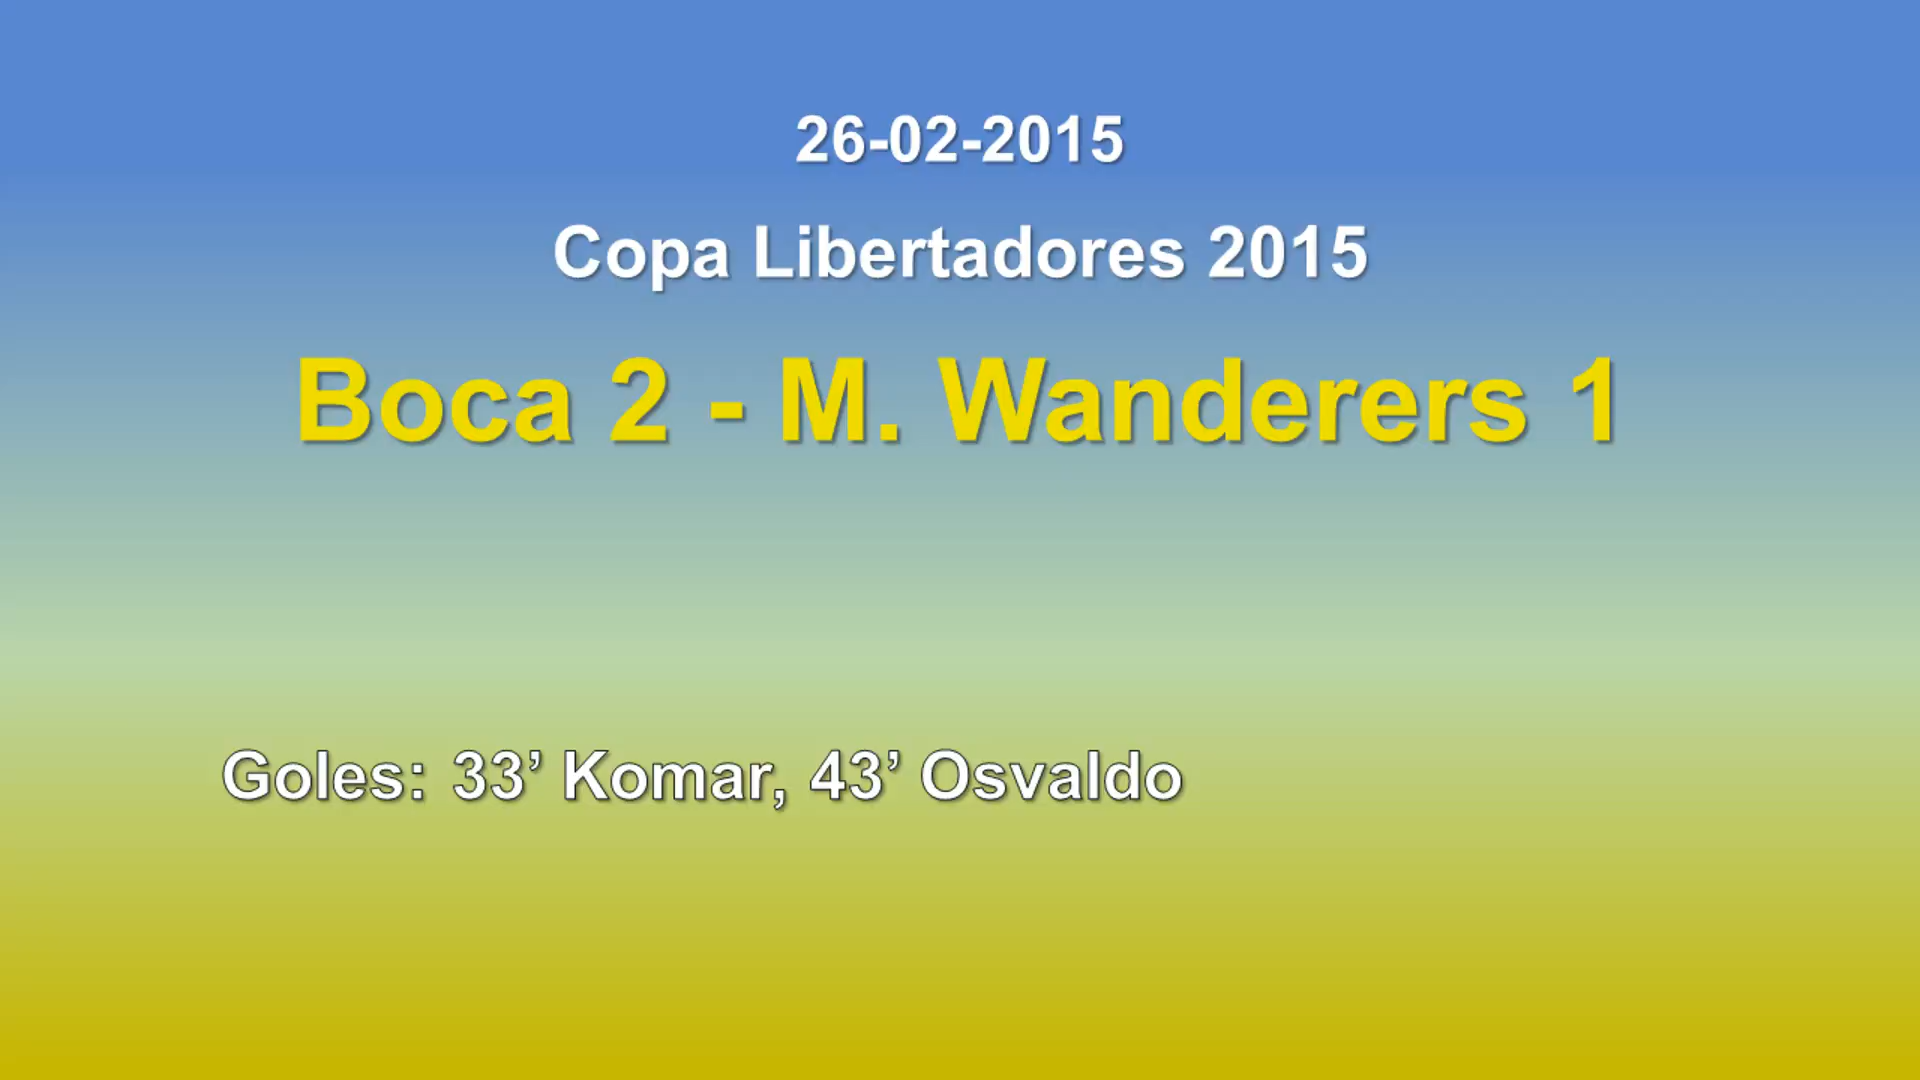 26-02-2015
Copa Libertadores 2015
Boca 2 - M. Wanderers 1
Goles: 33’ Komar, 43’ Osvaldo